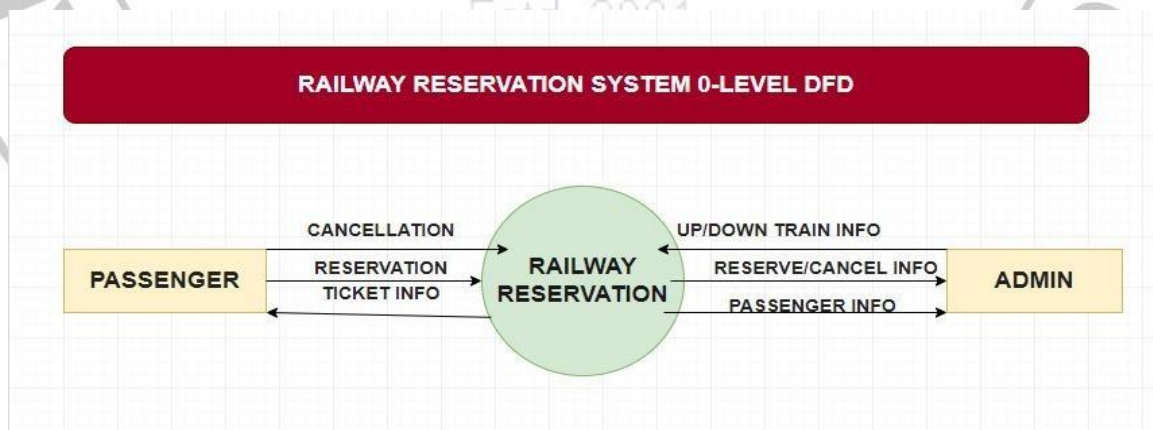 RAILWAY RESERVATION SYSTEM 0-LEVEL DFD
CANCELLATION
UP/DOWN TRAIN INFO
PASSENGER
RESERVATION
TICKET INFO
RAILWAY
RESERVATION
RESERVE/CANCEL INFO
PASSENGER INFO
ADMIN